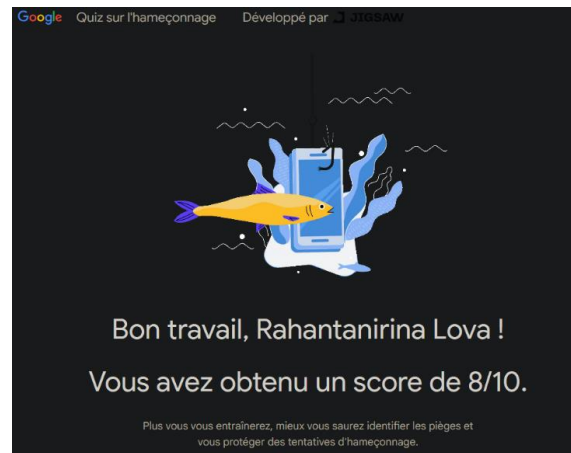 Google Quiz sur l'hameçonnage Développé par JIGSAW
Bon travail, Rahantanirina Lova !
Vous avez obtenu un score de 8/10.
Plus vous vous entraînerez, mieux vous saurez identifier les pièges et
vous protéger des tentatives d'hameçonnage.